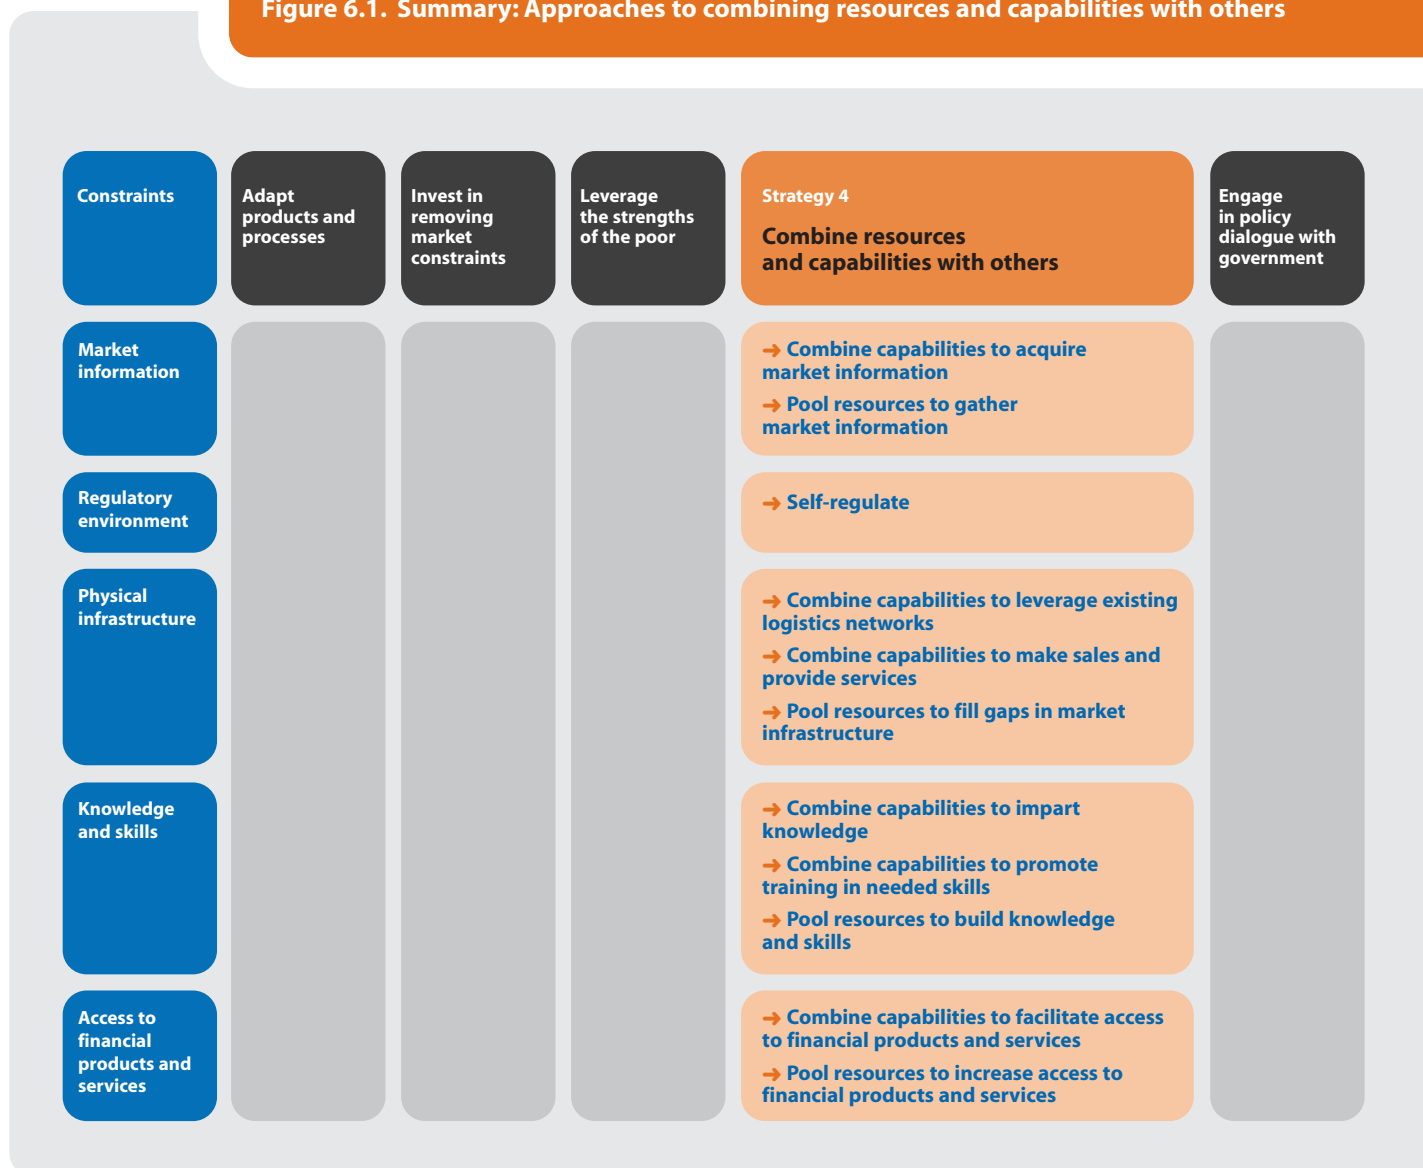 Figure 6.1. Summary: Approaches to combining resources and capabilities with others
Constraints
Adapt
products and
processes
Invest in
removing
market
constraints
Leverage
the strengths
of the poor
Strategy 4
Combine resources
and capabilities with others
Engage
in policy
dialogue with
government
Market
information
➜ Combine capabilities to acquire
market information
➜ Pool resources to gather
market information
Regulatory
environment
➜ Self-regulate
Physical
infrastructure
➜ Combine capabilities to leverage existing
logistics networks
➜ Combine capabilities to make sales and
provide services
➜ Pool resources to fill gaps in market
infrastructure
Knowledge
and skills
➜ Combine capabilities to impart
knowledge
➜ Combine capabilities to promote
training in needed skills
➜ Pool resources to build knowledge
and skills
Access to
financial
products and
services
➜ Combine capabilities to facilitate access
to financial products and services
➜ Pool resources to increase access to
financial products and services